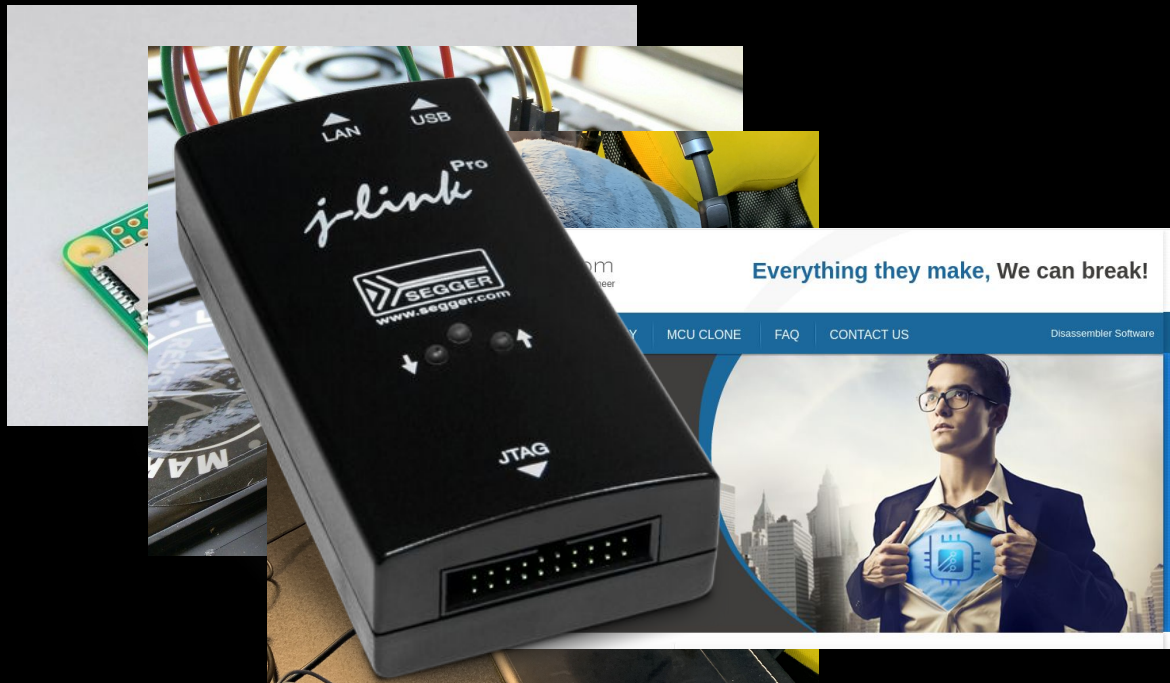 LAN
USB
j-link Pro
SEGGER
www.segger.com
JTAG
Everything they make, We can break!
MCU CLONE
FAQ
CONTACT US
Disassembler Software